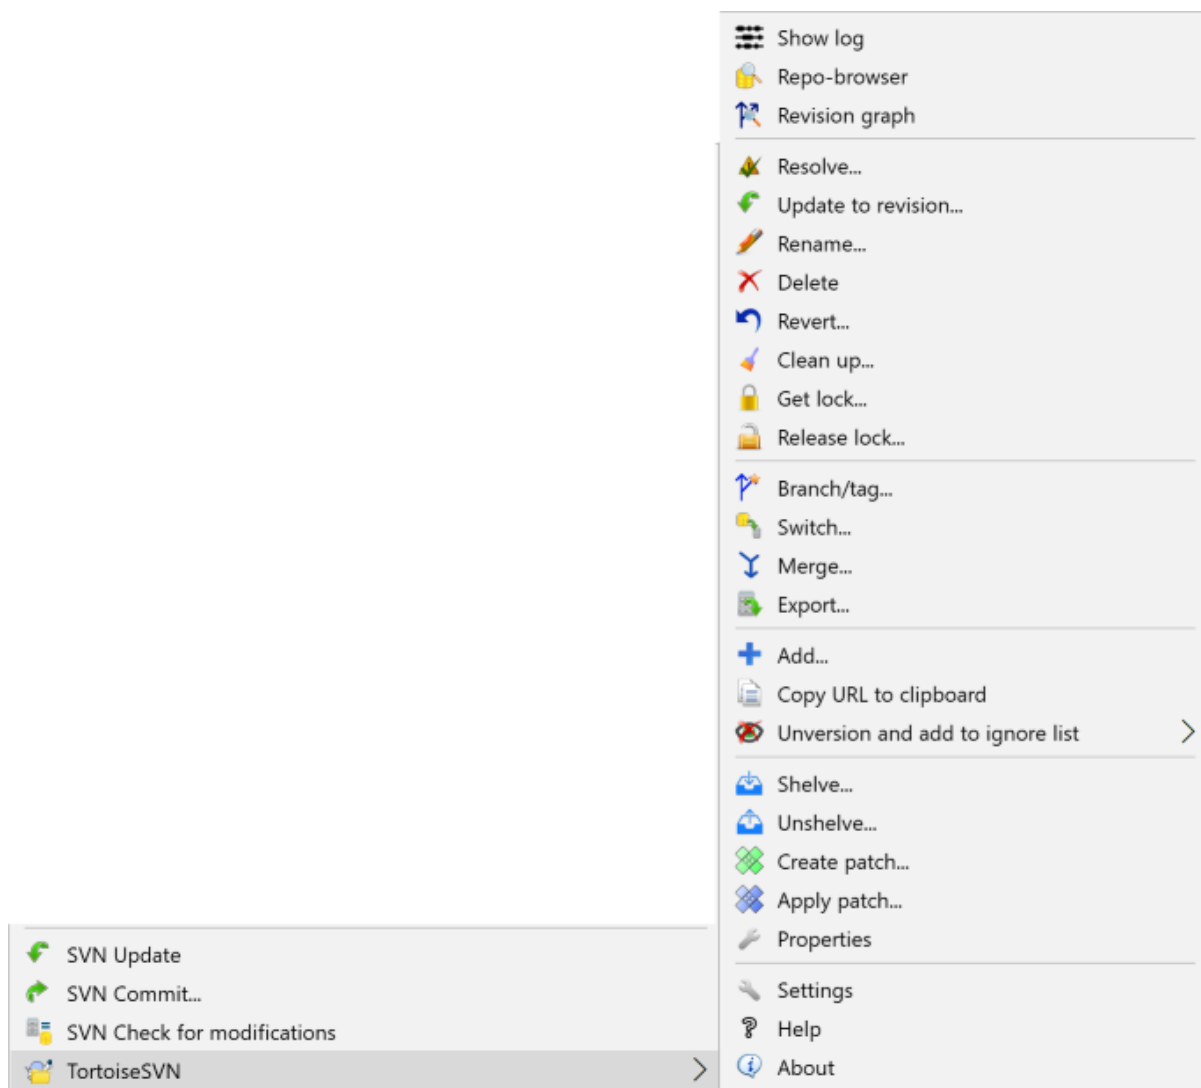 Show log
Repo-browser
Revision graph
Resolve...
Update to revision...
Rename...
Delete
Revert...
Clean up...
Get lock...
Release lock...
Branch/tag...
Switch...
Merge...
Export...
Add...
Copy URL to clipboard
Unversion and add to ignore list
Shelve...
Unshelve...
Create patch...
Apply patch...
Properties
Settings
Help
About
SVN Update
SVN Commit...
SVN Check for modifications
TortoiseSVN